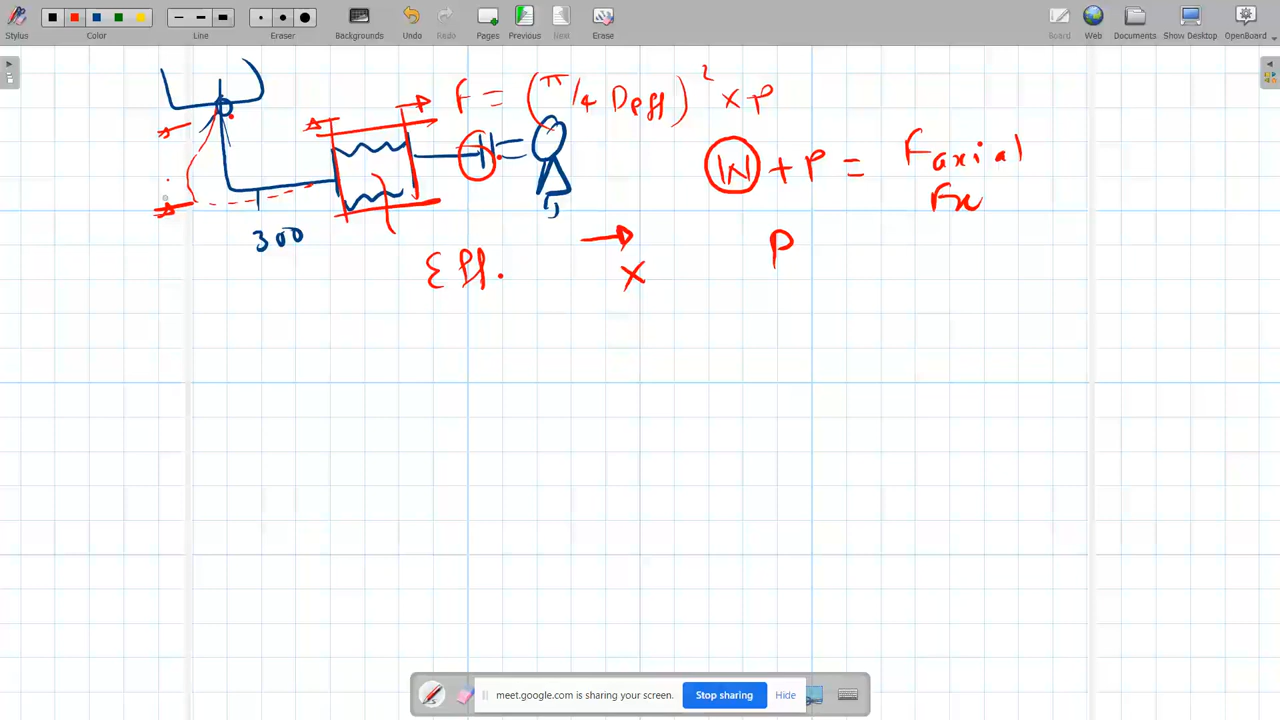 Stylus
Color
Line
Eraser
Backgrounds
Undo
Redo
Pages
Previous
Next
Erase
Board
Web
Documents
Show Desktop
OpenBoard
F = (π/4 Deff)² x P
W + P = Faxial
Fx
300
Eff.
X
P
meet.google.com is sharing your screen.
Stop sharing
Hide